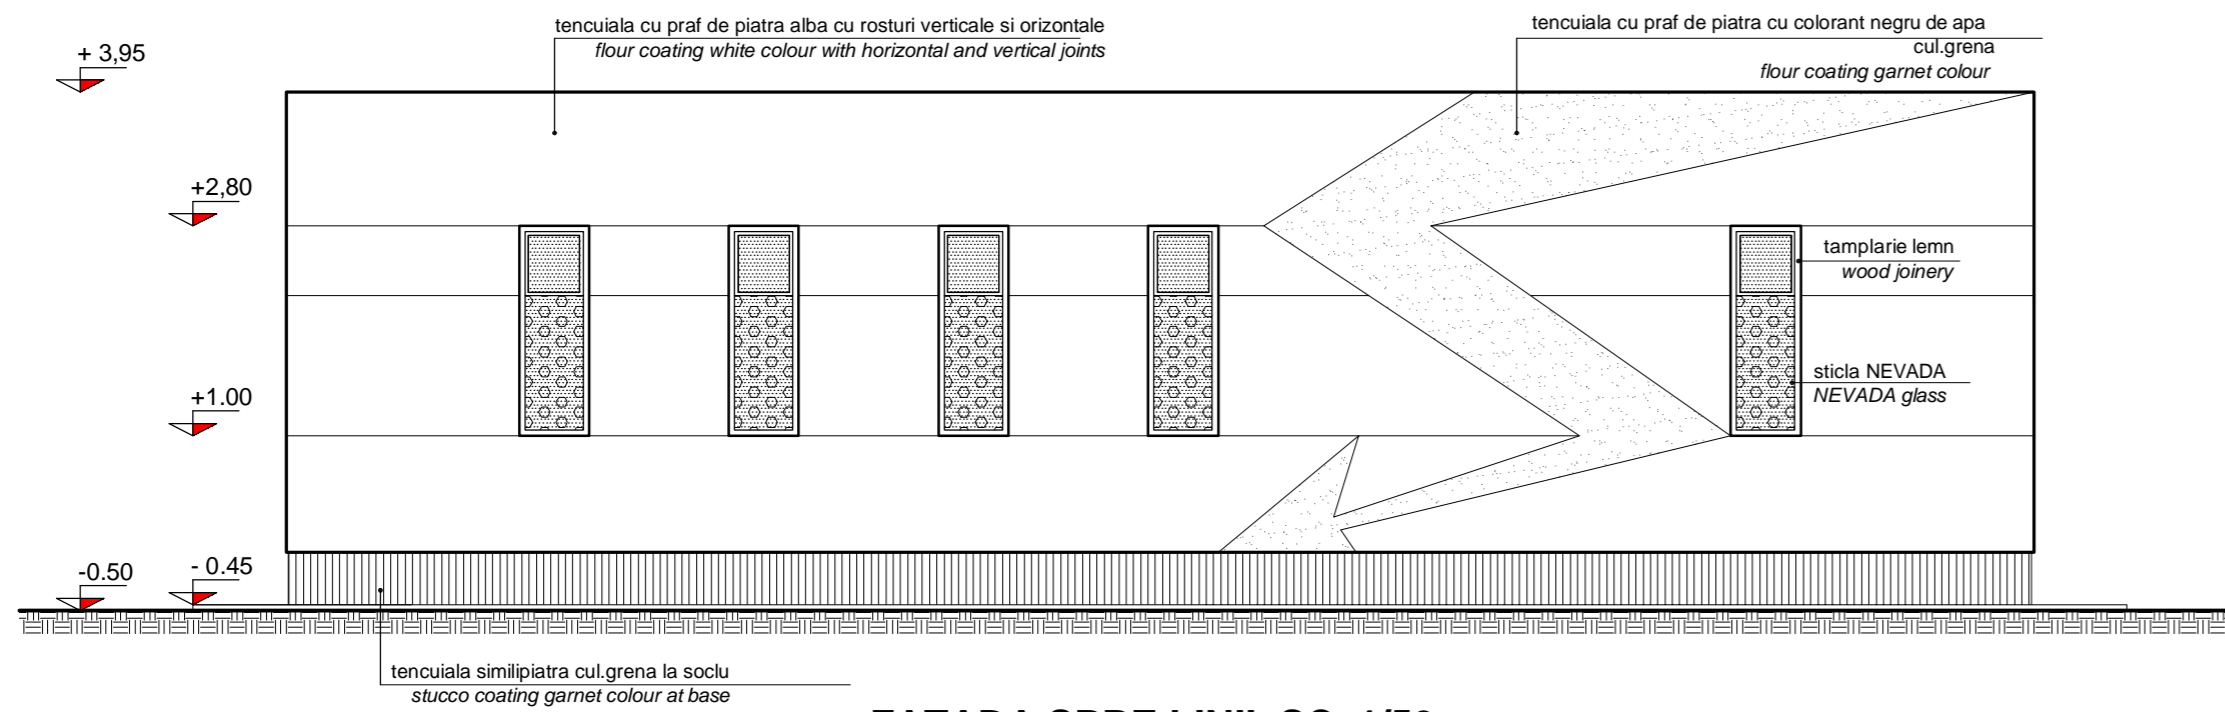 tencuiala cu praf de piatra alba cu rosturi verticale si orizontale
flour coating white colour with horizontal and vertical joints
tencuiala cu praf de piatra cu colorant negru de apa
cul.grena
flour coating garnet colour
+ 3,95
+2,80
tamplarie lemn
wood joinery
sticla NEVADA
NEVADA glass
+1.00
-0.50
- 0.45
tencuiala similipiatra cul.grena la soclu
stucco coating garnet colour at base